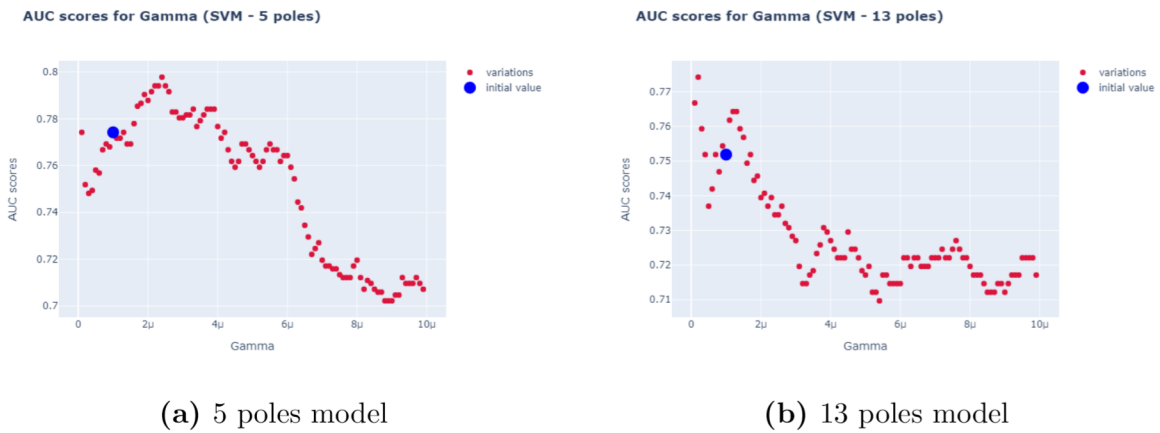 AUC scores for Gamma (SVM - 5 poles)
0.8
0.78
0.76
0.74
0.72
0.7
AUC scores
0
2μ
4μ
6μ
8μ
10μ
Gamma
variations
initial value
(a) 5 poles model
AUC scores for Gamma (SVM - 13 poles)
0.77
0.76
0.75
0.74
0.73
0.72
0.71
AUC scores
0
2μ
4μ
6μ
8μ
10μ
Gamma
variations
initial value
(b) 13 poles model